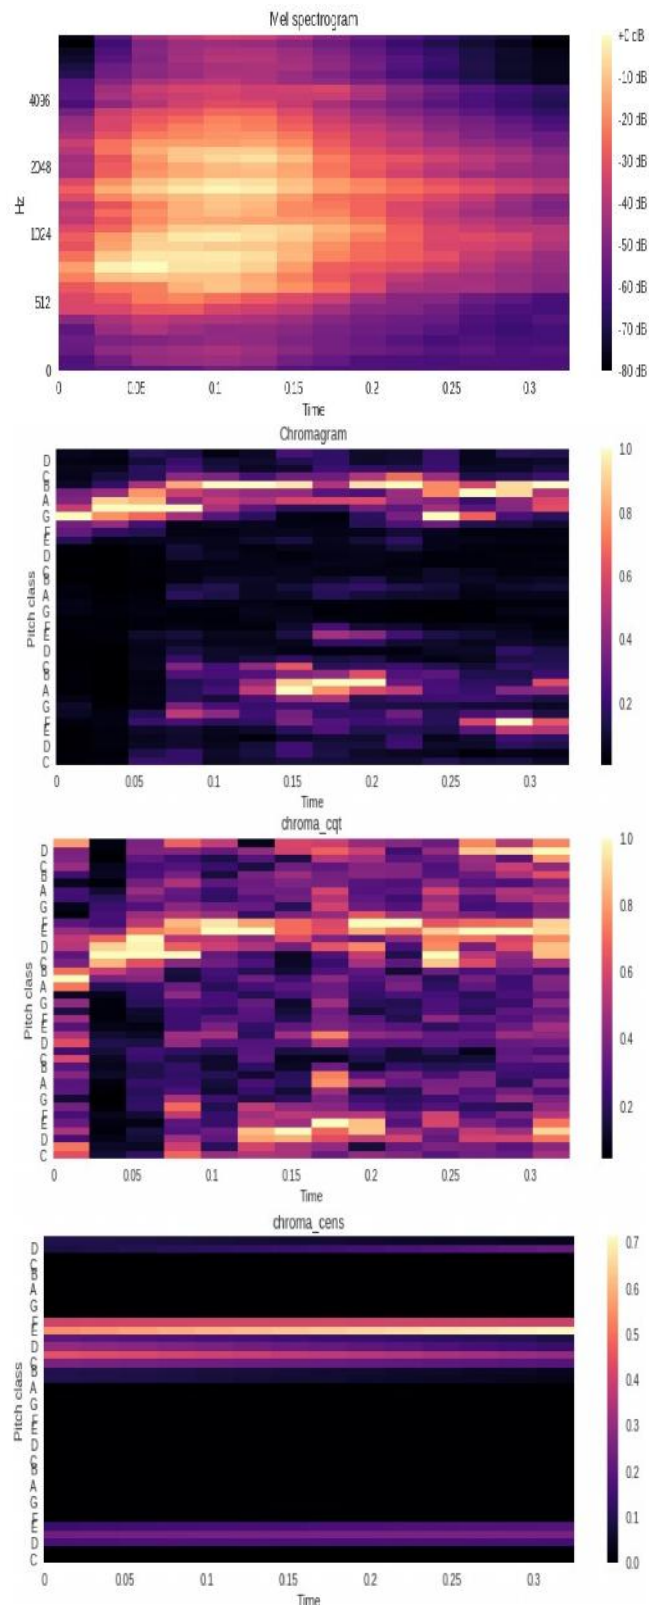 Mel spectrogram
+0 dB
-10 dB
-20 dB
-30 dB
-40 dB
-50 dB
-60 dB
-70 dB
-80 dB
4096
2048
1024
512
0
Hz
0 0.05 0.1 0.15 0.2 0.25 0.3
Time
Chromagram
D
C
B
A
G
F
E
D
C
B
A
G
F
E
D
C
B
A
G
F
E
D
C
Pitch class
1.0
0.8
0.6
0.4
0.2
0 0.05 0.1 0.15 0.2 0.25 0.3
Time
chroma_cqt
D
C
B
A
G
F
E
D
C
B
A
G
F
E
D
C
B
A
G
F
E
D
C
Pitch class
1.0
0.8
0.6
0.4
0.2
0 0.05 0.1 0.15 0.2 0.25 0.3
Time
chroma_cens
D
C
B
A
G
F
E
D
C
B
A
G
F
E
D
C
B
A
G
F
E
D
C
Pitch class
0.7
0.6
0.5
0.4
0.3
0.2
0.1
0.0
0 0.05 0.1 0.15 0.2 0.25 0.3
Time